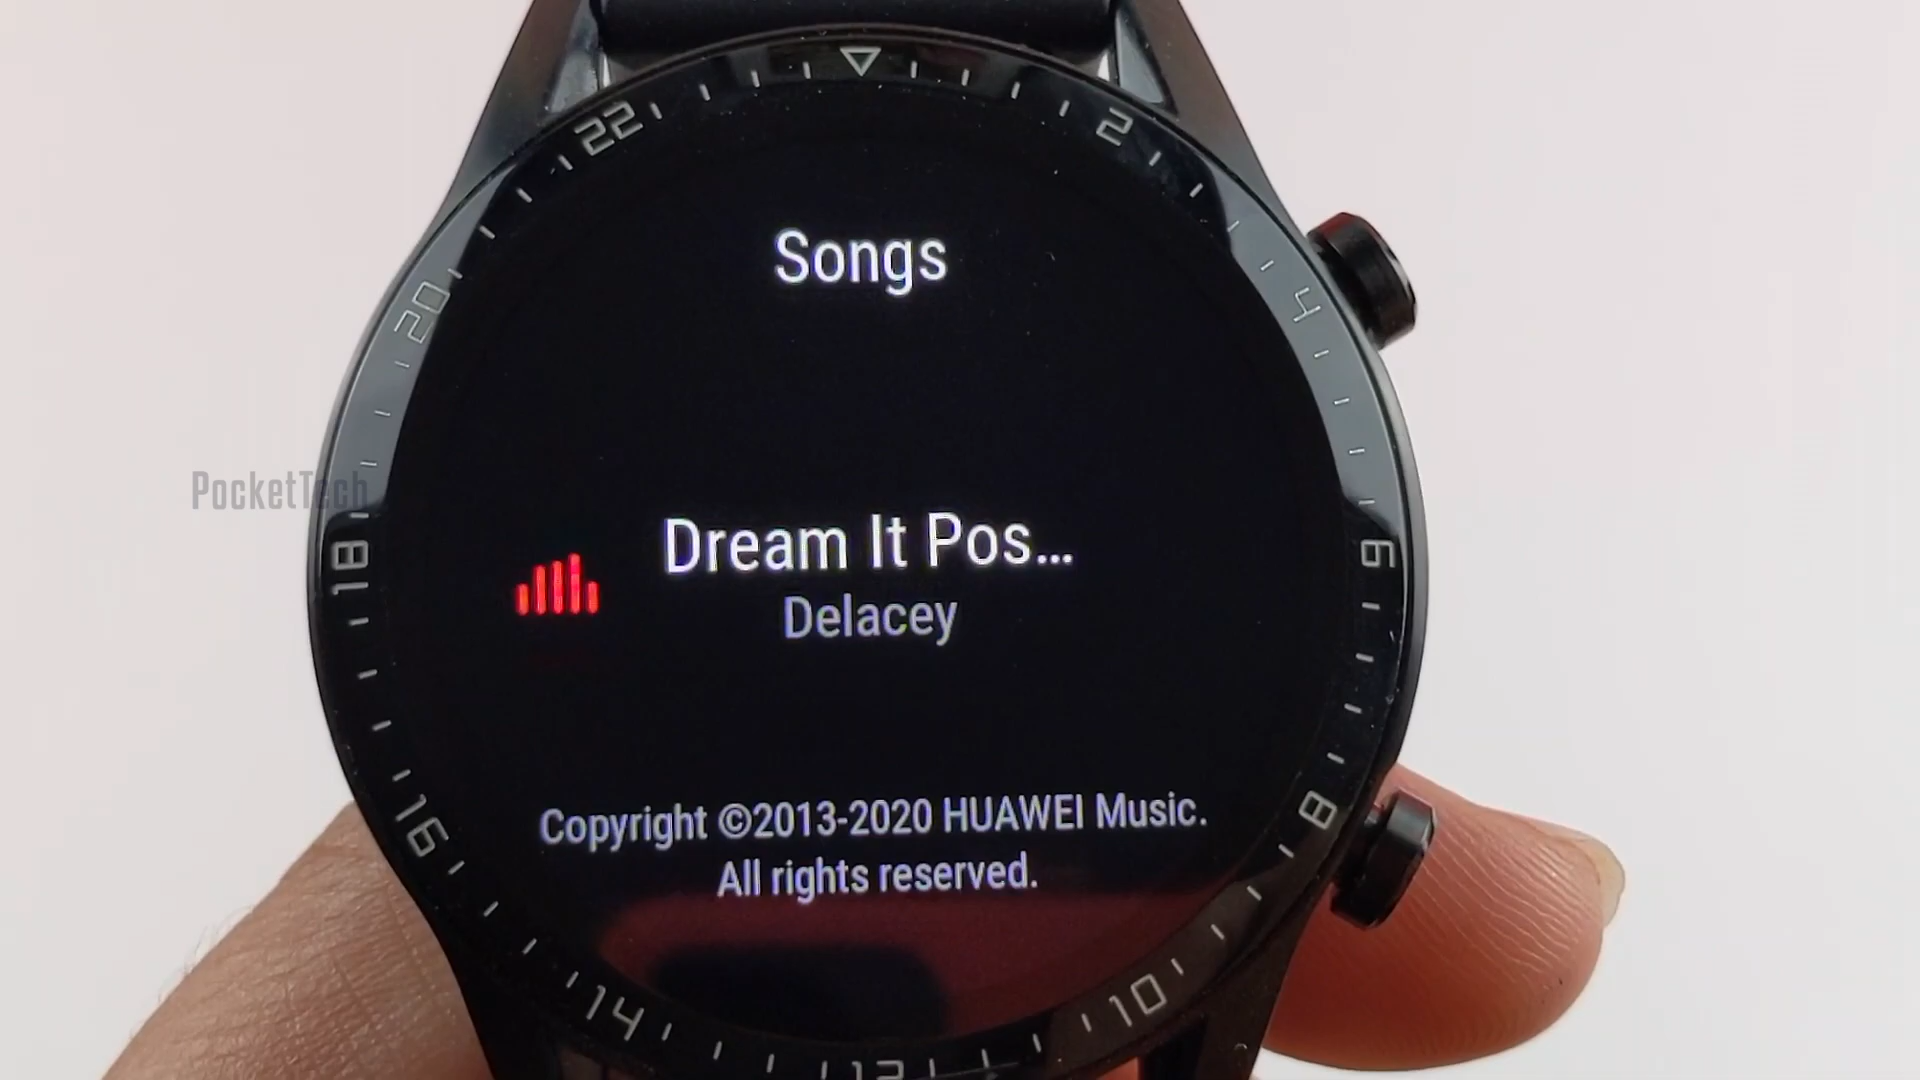 22
2
20
4
Songs
PocketTech
18
6
Dream It Pos...
Delacey
16
8
Copyright ©2013-2020 HUAWEI Music.
All rights reserved.
14
10
12